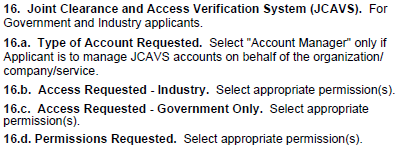 16. Joint Clearance and Access Verification System (JCAVS). For
Government and Industry applicants.
16.a. Type of Account Requested. Select "Account Manager" only if
Applicant is to manage JCAVS accounts on behalf of the organization/
company/service.
16.b. Access Requested - Industry. Select appropriate permission(s).
16.c. Access Requested - Government Only. Select appropriate
permission(s).
16.d. Permissions Requested. Select appropriate permission(s).